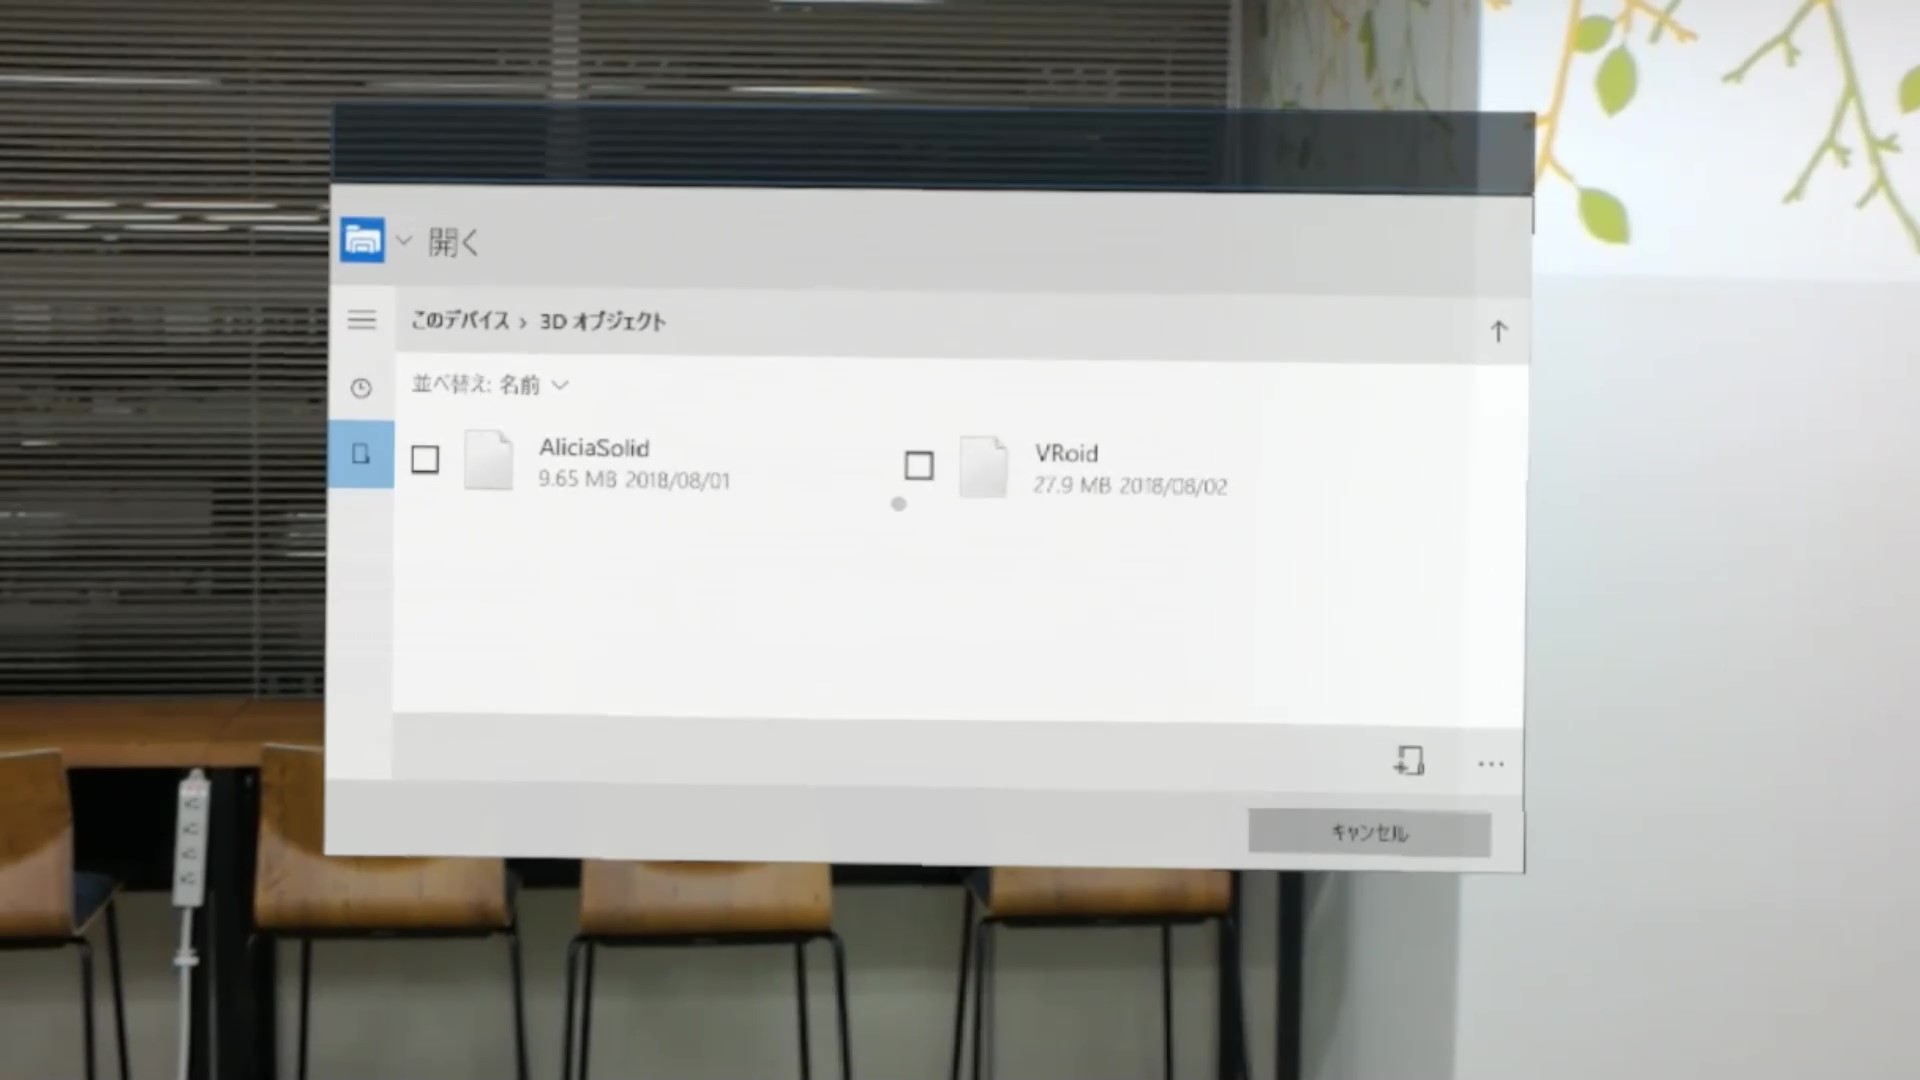 開く
このデバイス › 3D オブジェクト
並べ替え: 名前
AliciaSolid
9.65 MB 2018/08/01
VRoid
27.9 MB 2018/08/02
キャンセル